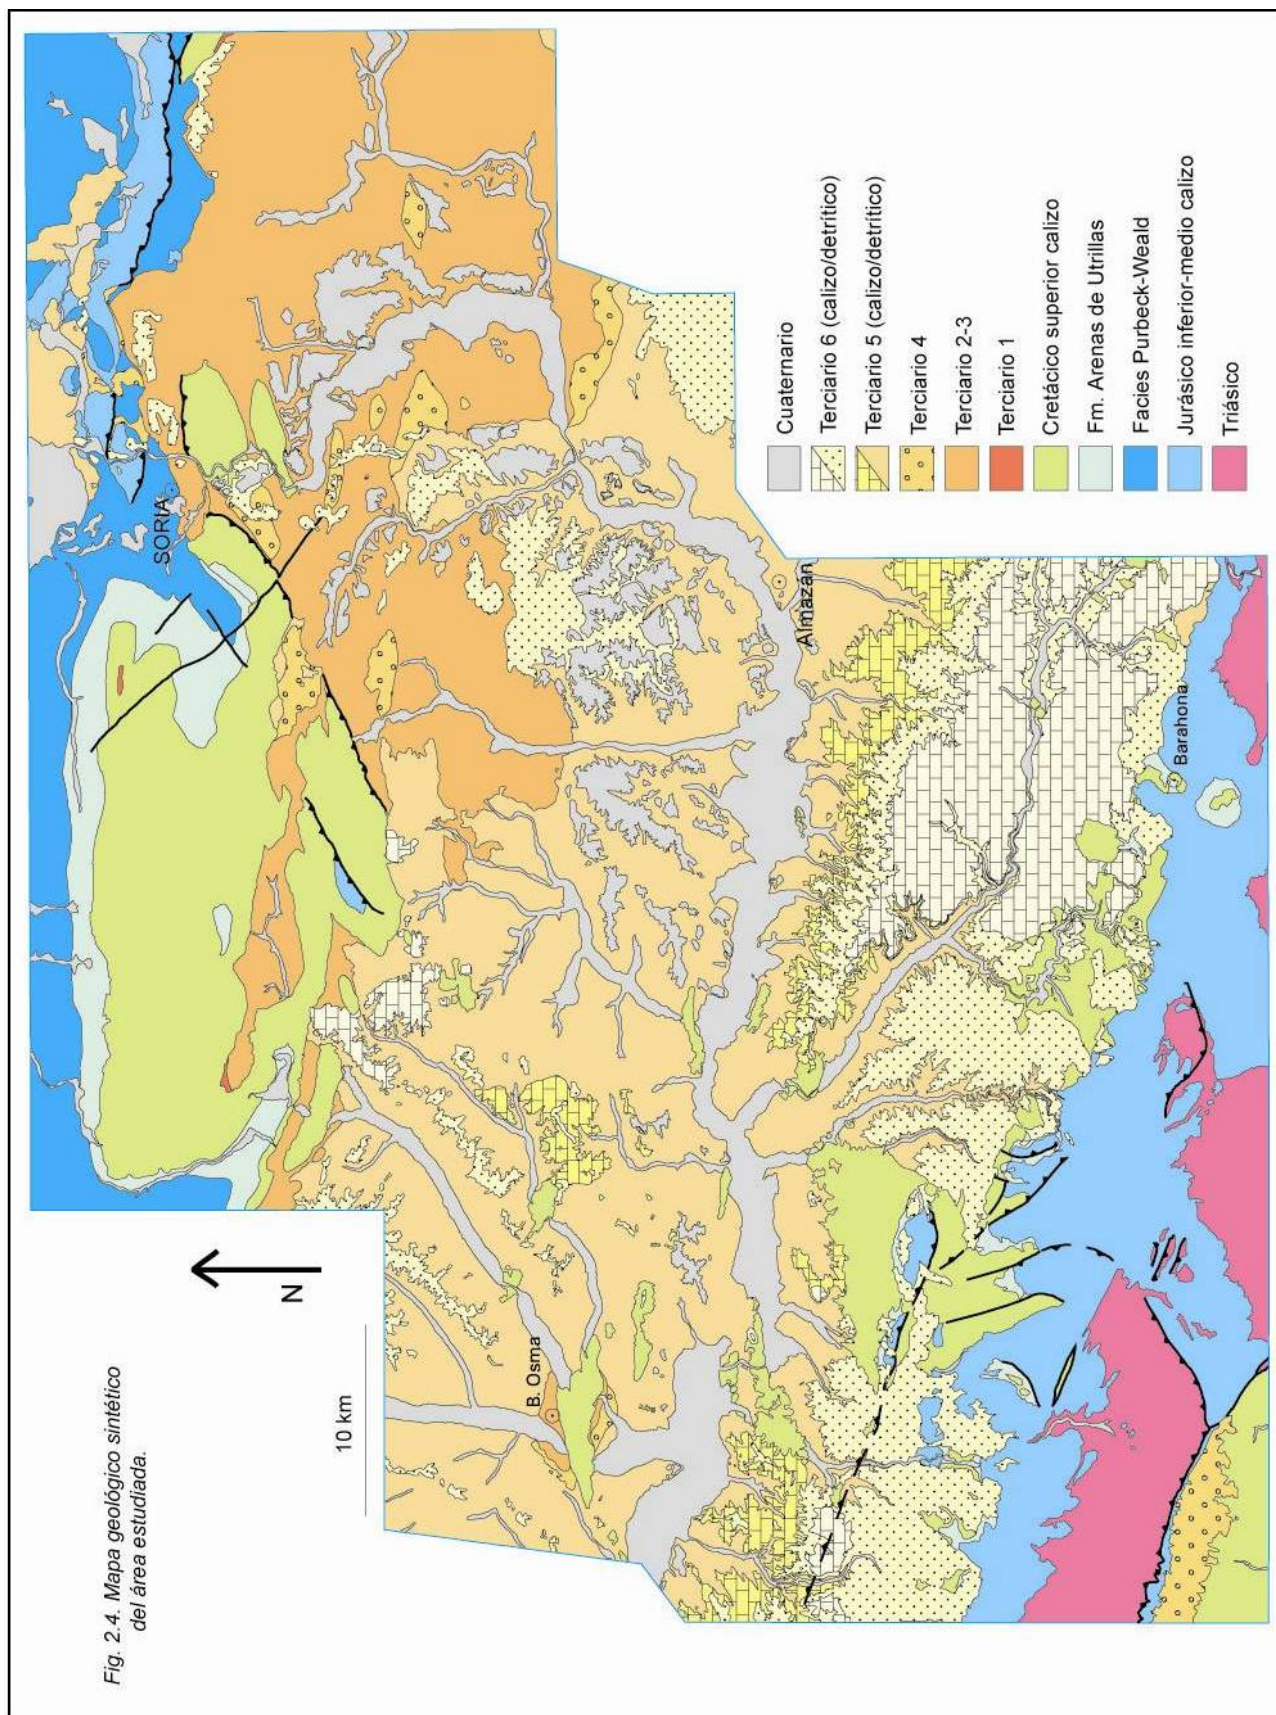 Fig. 2.4. Mapa geológico sintético
del área estudiada.
10 km
N
B. Osma
SORIA
Almazán
Barahona
Cuaternario
Terciario 6 (calizo/detrítico)
Terciario 5 (calizo/detrítico)
Terciario 4
Terciario 2-3
Terciario 1
Cretácico superior calizo
Fm. Arenas de Utrillas
Facies Purbeck-Weald
Jurásico inferior-medio calizo
Triásico